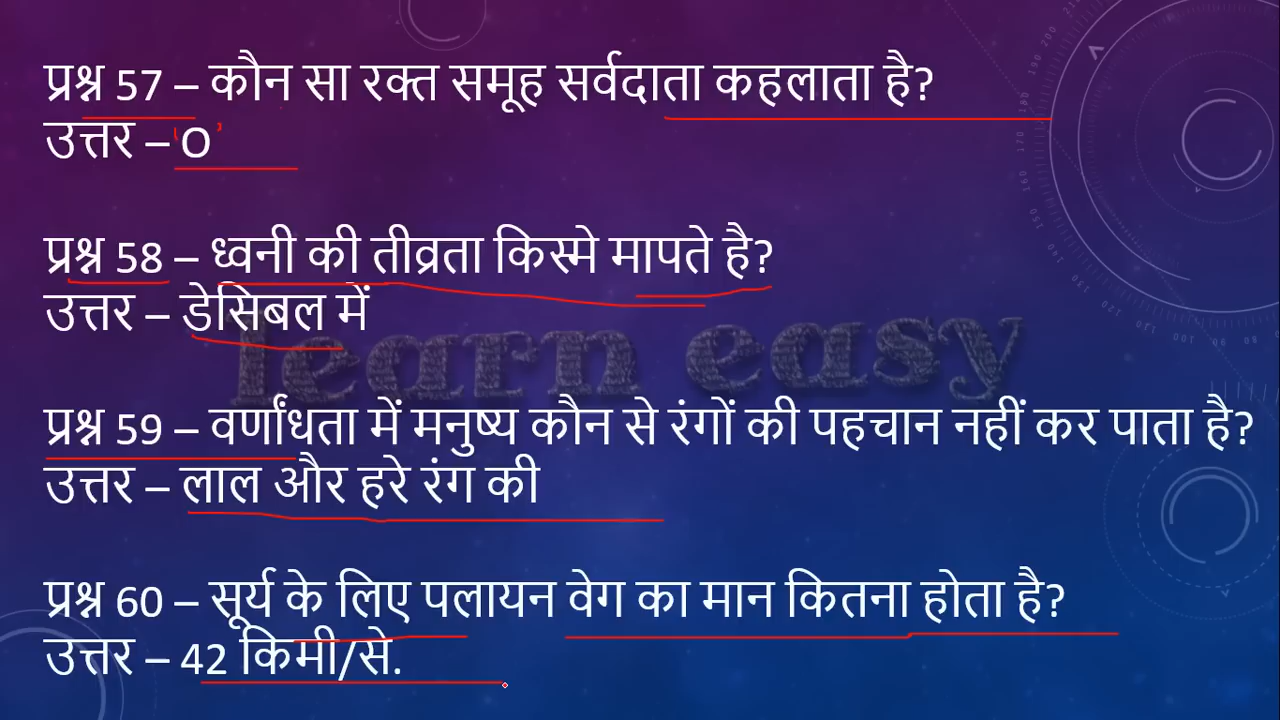 प्रश्न 57 – कौन सा रक्त समूह सर्वदाता कहलाता है?
उत्तर – 'O'
प्रश्न 58 – ध्वनी की तीव्रता किस्मे मापते है?
उत्तर – डेसिबल में
learn easy
प्रश्न 59 – वर्णांधता में मनुष्य कौन से रंगों की पहचान नहीं कर पाता है?
उत्तर – लाल और हरे रंग की
प्रश्न 60 – सूर्य के लिए पलायन वेग का मान कितना होता है?
उत्तर – 42 किमी/से.